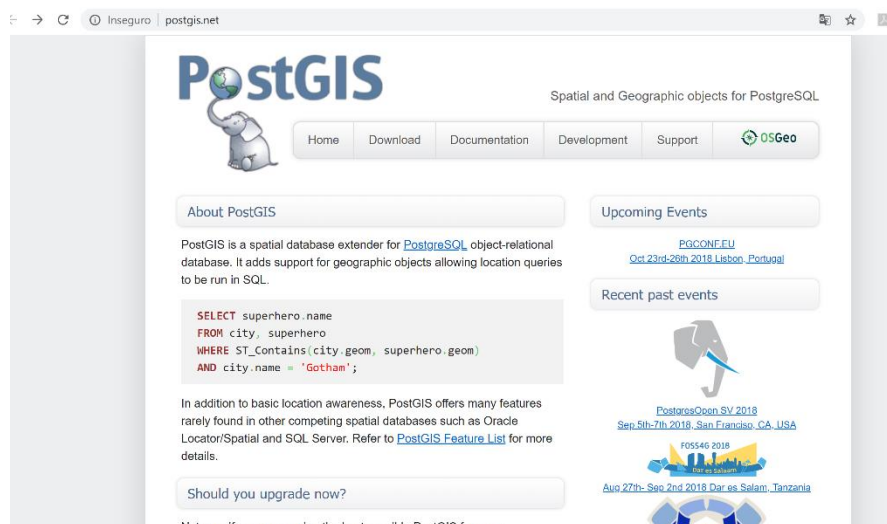 Inseguro | postgis.net
PostGIS
Spatial and Geographic objects for PostgreSQL
Home Download Documentation Development Support OSGeo
About PostGIS
PostGIS is a spatial database extender for PostgreSQL object-relational
database. It adds support for geographic objects allowing location queries
to be run in SQL.
SELECT superhero.name
FROM city, superhero
WHERE ST_Contains(city.geom, superhero.geom)
AND city.name = 'Gotham';
In addition to basic location awareness, PostGIS offers many features
rarely found in other competing spatial databases such as Oracle
Locator/Spatial and SQL Server. Refer to PostGIS Feature List for more
details.
Should you upgrade now?
Upcoming Events
PGCONF.EU
Oct 23rd-26th 2018 Lisbon, Portugal
Recent past events
PostgresOpen SV 2018
Sep 5th-7th 2018, San Franciso, CA, USA
FOSS4G 2018
Dar es Salaam
Aug 27th- Sep 2nd 2018 Dar es Salam, Tanzania